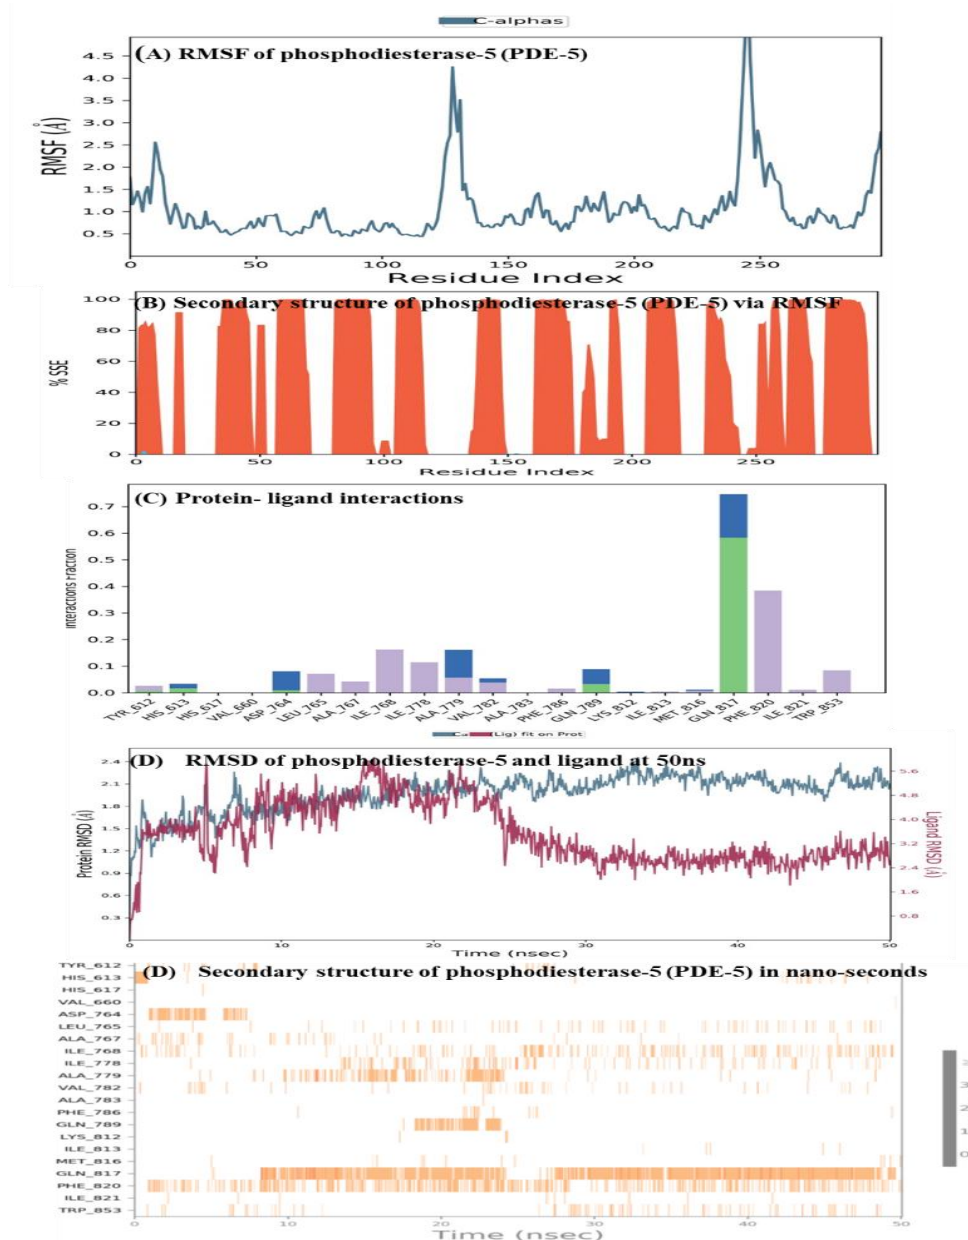 C-alphas
(A) RMSF of phosphodiesterase-5 (PDE-5)
RMSF (Å)
4.5
4.0
3.5
3.0
2.5
2.0
1.5
1.0
0.5
0 50 100 150 200 250
Residue Index
(B) Secondary structure of phosphodiesterase-5 (PDE-5) via RMSF
% SSE
100
80
60
40
20
0
0 50 100 150 200 250
Residue Index
(C) Protein- ligand interactions
Interactions Fraction
0.7
0.6
0.5
0.4
0.3
0.2
0.1
0.0
TYR_612 HIS_613 HIS_617 VAL_660 ASP_764 LEU_765 ALA_767 ILE_768 ILE_778 ALA_779 VAL_782 ALA_783 PHE_786 GLN_789 LYS_812 ILE_813 MET_816 GLN_817 PHE_820 ILE_821 TRP_853
Lig) fit on Prot
(D) RMSD of phosphodiesterase-5 and ligand at 50ns
Protein RMSD (Å)
2.4
2.1
1.8
1.5
1.2
0.9
0.6
0.3
5.6
4.8
4.0
3.2
2.4
1.6
0.8
Ligand RMSD (Å)
0 10 20 30 40 50
Time (nsec)
(D) Secondary structure of phosphodiesterase-5 (PDE-5) in nano-seconds
TYR_612
HIS_613
HIS_617
VAL_660
ASP_764
LEU_765
ALA_767
ILE_768
ILE_778
ALA_779
VAL_782
ALA_783
PHE_786
GLN_789
LYS_812
ILE_813
MET_816
GLN_817
PHE_820
ILE_821
TRP_853
2
1
0
0 10 20 30 40 50
Time (nsec)